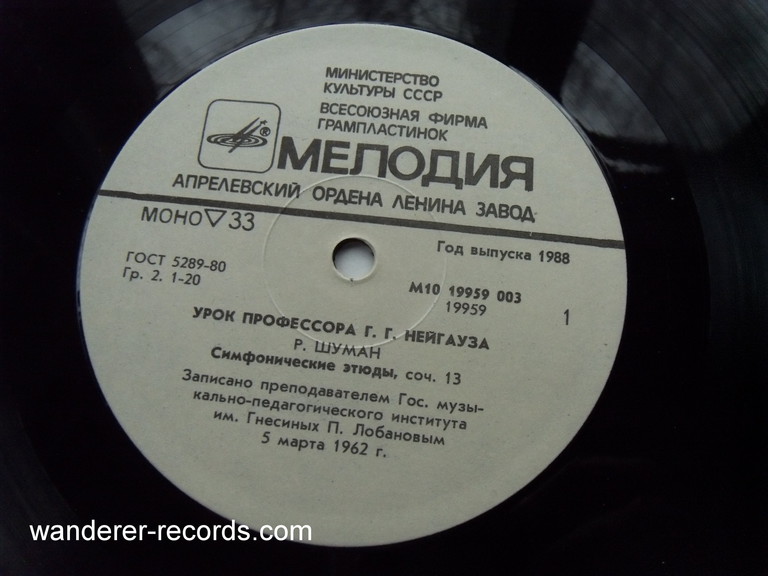 МИНИСТЕРСТВО
КУЛЬТУРЫ СССР
ВСЕСОЮЗНАЯ ФИРМА
ГРАМПЛАСТИНОК
®
МЕЛОДИЯ
АПРЕЛЕВСКИЙ ОРДЕНА ЛЕНИНА ЗАВОД
МОНО▽33
Год выпуска 1988
ГОСТ 5289-80
Гр. 2. 1-20
М10 19959 003
19959
1
УРОК ПРОФЕССОРА Г. Г. НЕЙГАУЗА
Р. ШУМАН
Симфонические этюды, соч. 13
Записано преподавателем Гос. музы-
кально-педагогического института
им. Гнесиных П. Лобановым
5 марта 1962 г.
wanderer-records.com